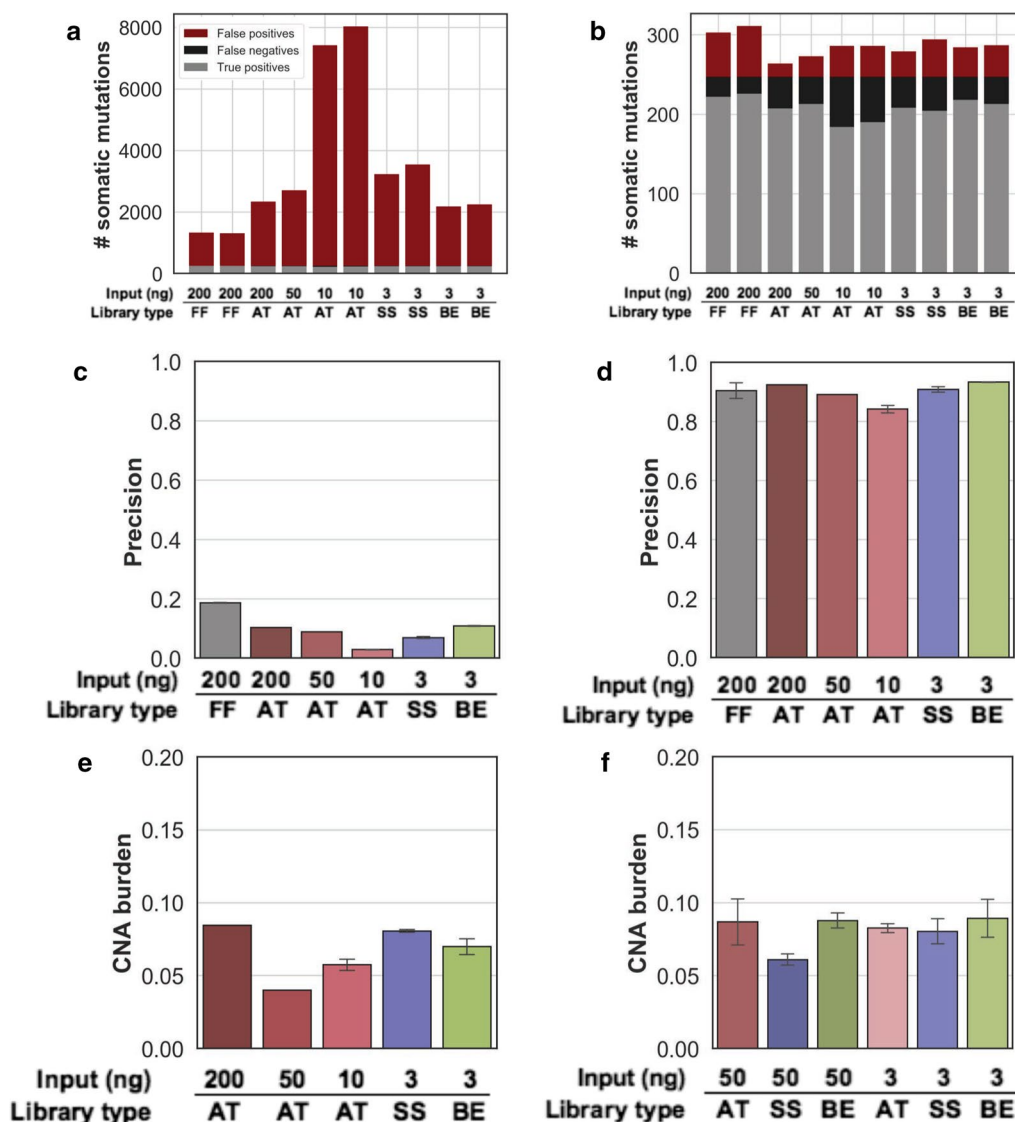 a
# somatic mutations
8000
6000
4000
2000
0
False positives
False negatives
True positives
Input (ng) 200 200 200 50 10 10 3 3 3 3
Library type FF FF AT AT AT AT SS SS BE BE
b
# somatic mutations
300
200
100
0
Input (ng) 200 200 200 50 10 10 3 3 3 3
Library type FF FF AT AT AT AT SS SS BE BE
c
Precision
1.0
0.8
0.6
0.4
0.2
0.0
Input (ng) 200 200 50 10 3 3
Library type FF AT AT AT SS BE
d
Precision
1.0
0.8
0.6
0.4
0.2
0.0
Input (ng) 200 200 50 10 3 3
Library type FF AT AT AT SS BE
e
CNA burden
0.20
0.15
0.10
0.05
0.00
Input (ng) 200 50 10 3 3
Library type AT AT AT SS BE
f
CNA burden
0.20
0.15
0.10
0.05
0.00
Input (ng) 50 50 50 3 3 3
Library type AT SS BE AT SS BE